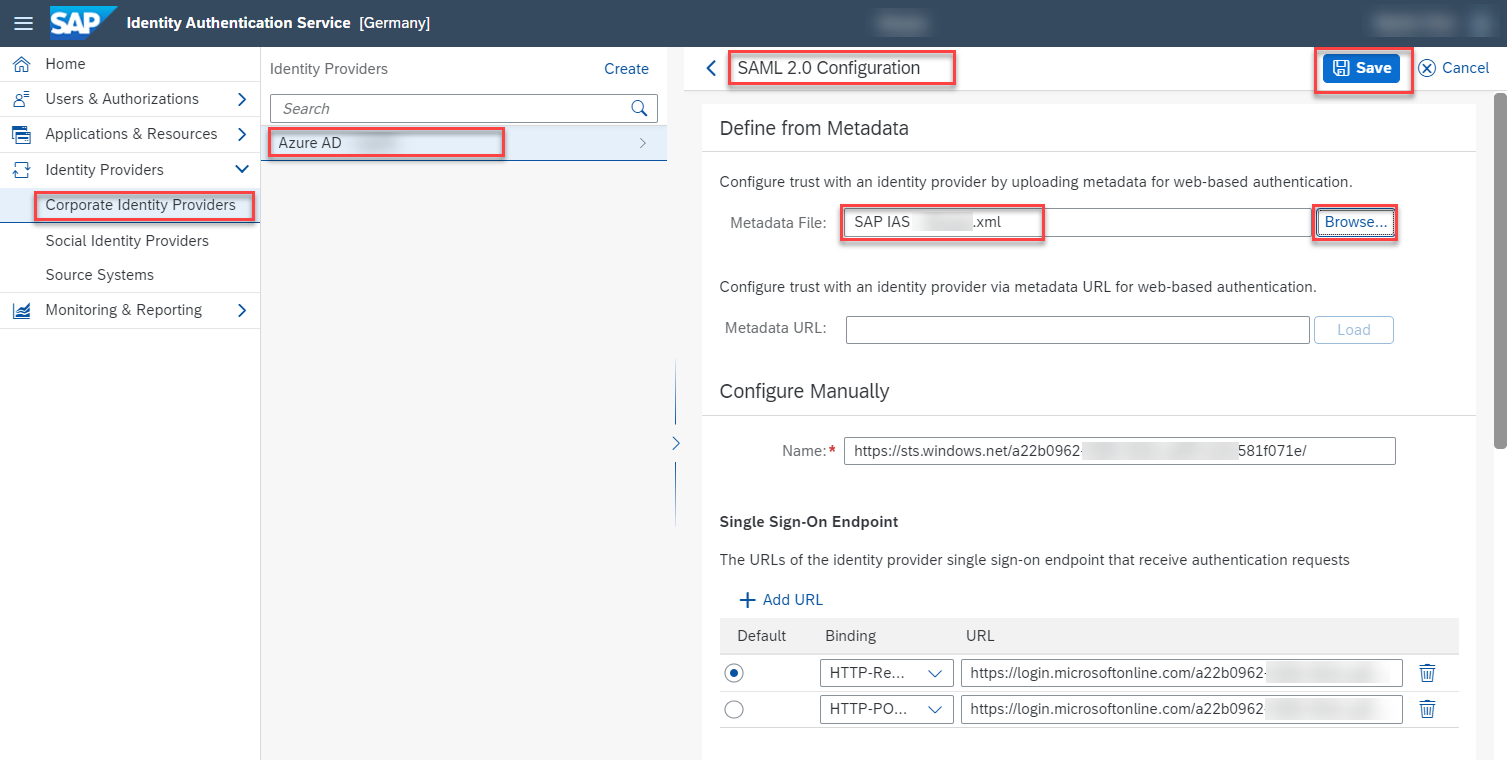 SAP Identity Authentication Service [Germany]
Home
Users & Authorizations
Applications & Resources
Identity Providers
Corporate Identity Providers
Social Identity Providers
Source Systems
Monitoring & Reporting
Identity Providers Create
Search
Azure AD
SAML 2.0 Configuration Save Cancel
Define from Metadata
Configure trust with an identity provider by uploading metadata for web-based authentication.
Metadata File: SAP IAS .xml Browse...
Configure trust with an identity provider via metadata URL for web-based authentication.
Metadata URL: Load
Configure Manually
Name:* https://sts.windows.net/a22b0962- 581f071e/
Single Sign-On Endpoint
The URLs of the identity provider single sign-on endpoint that receive authentication requests
Add URL
Default Binding URL
HTTP-Re... https://login.microsoftonline.com/a22b0962-
HTTP-PO... https://login.microsoftonline.com/a22b0962-